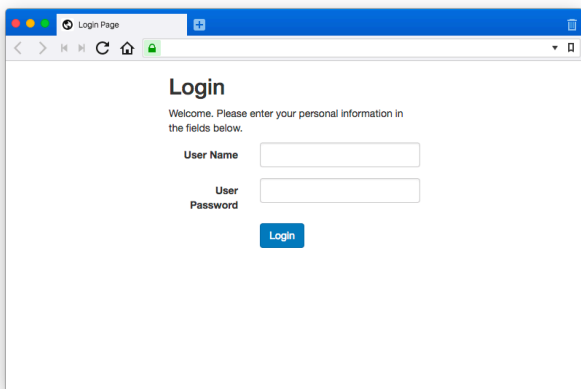 Login Page
Login
Welcome. Please enter your personal information in
the fields below.
User Name
User
Password
Login